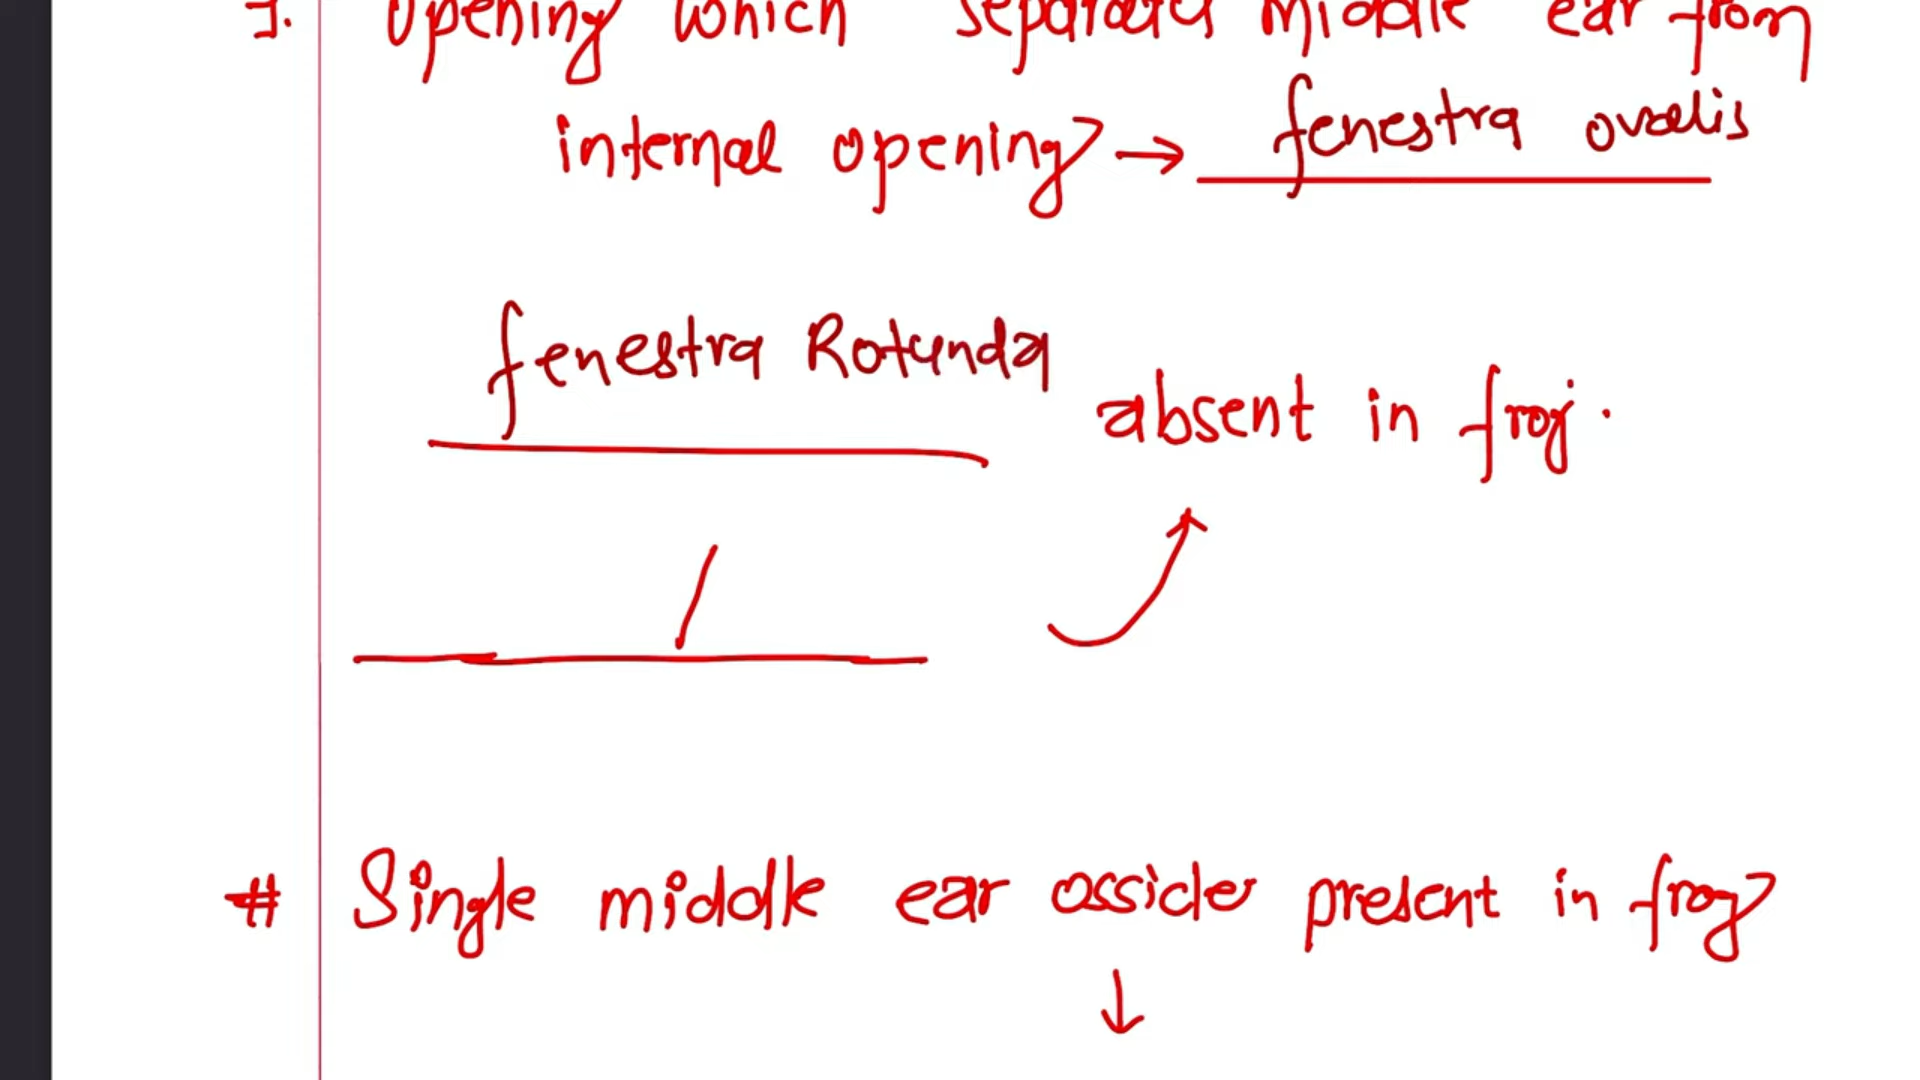 opening which separates middle ear from
internal opening → fenestra ovalis
fenestra Rotunda
absent in frog.
# Single middle ear ossicles present in frog
↓